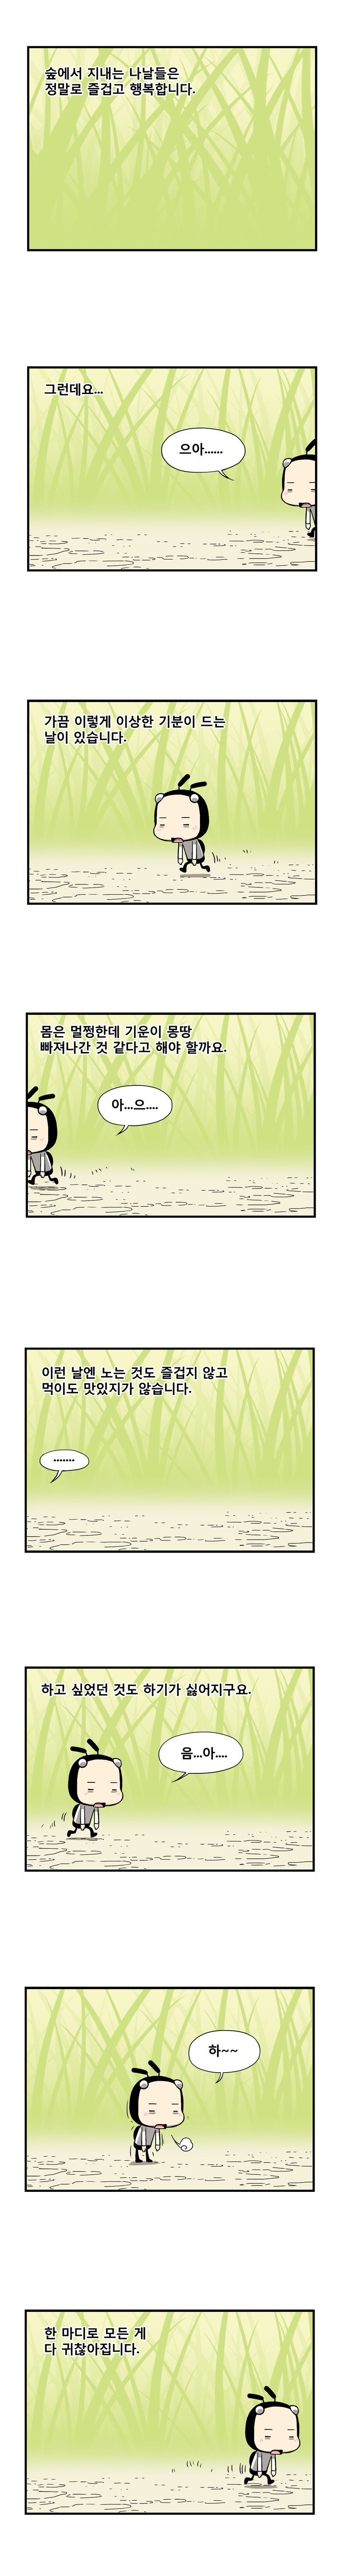 숲에서 지내는 나날들은
정말로 즐겁고 행복합니다.
그런데요...
으아......
가끔 이렇게 이상한 기분이 드는
날이 있습니다.
몸은 멀쩡한데 기운이 몽땅
빠져나간 것 같다고 해야 할까요.
아...으....
이런 날엔 노는 것도 즐겁지 않고
먹이도 맛있지가 않습니다.
.......
하고 싶었던 것도 하기가 싫어지구요.
음...아....
하~~
한 마디로 모든 게
다 귀찮아집니다.